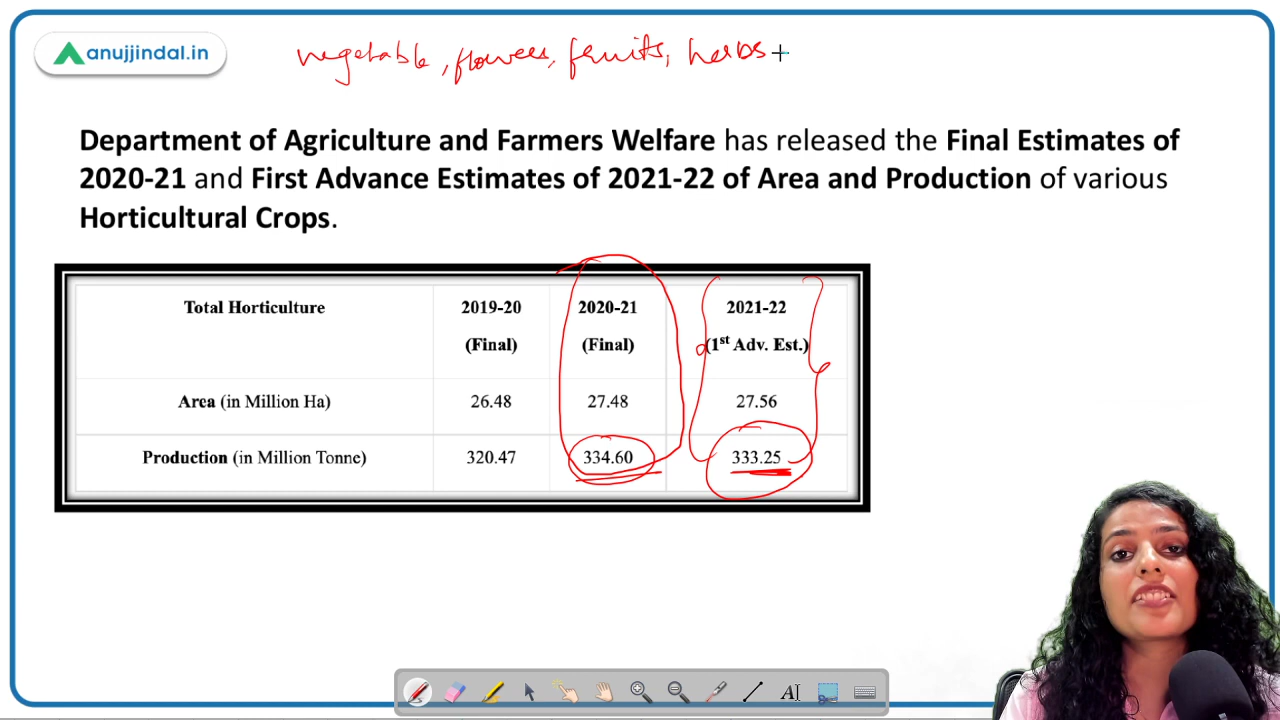 anujjindal.in
vegetable, flowers, fruits, herbs +
Department of Agriculture and Farmers Welfare has released the Final Estimates of
2020-21 and First Advance Estimates of 2021-22 of Area and Production of various
Horticultural Crops.
Total Horticulture 2019-20 2020-21 2021-22
(Final) (Final) (1st Adv. Est.)
Area (in Million Ha) 26.48 27.48 27.56
Production (in Million Tonne) 320.47 334.60 333.25
AI